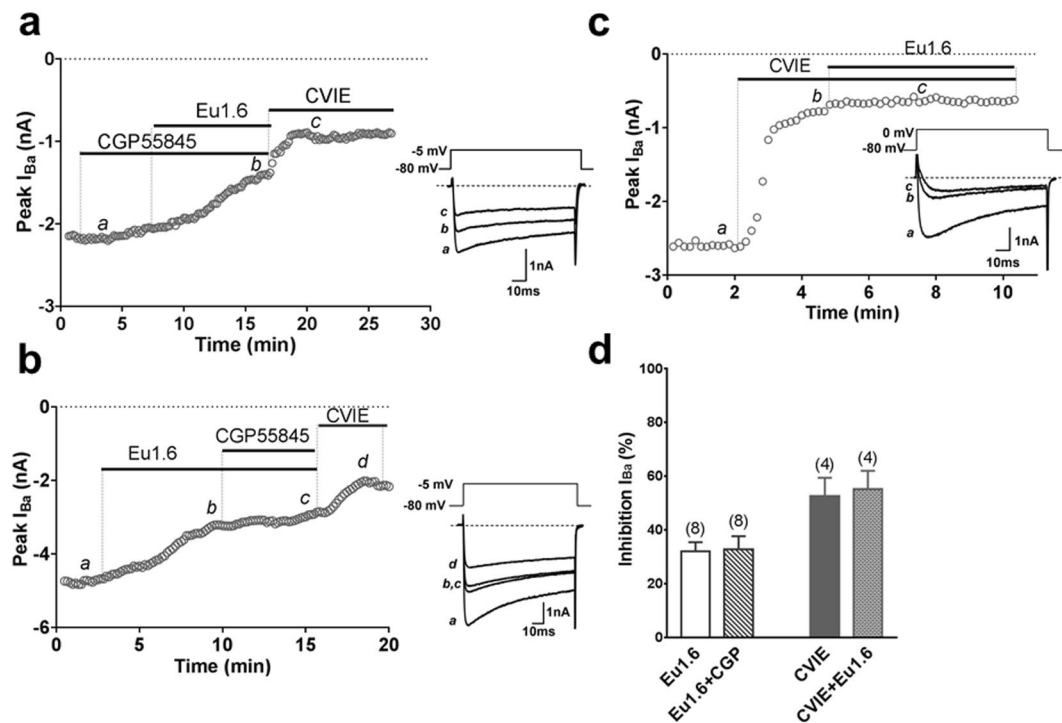 a
0
-1
-2
-3
Peak I_Ba (nA)
CGP55845
Eu1.6
CVIE
a
b
c
0 5 10 15 20 25 30
Time (min)
-5 mV
-80 mV
c
b
a
1nA
10ms
b
0
-2
-4
-6
Peak I_Ba (nA)
Eu1.6
CGP55845
CVIE
a
b
c
d
0 5 10 15 20
Time (min)
-5 mV
-80 mV
d
b,c
a
1nA
10ms
c
0
-1
-2
-3
Peak I_Ba (nA)
CVIE
Eu1.6
a
b
c
0 2 4 6 8 10
Time (min)
0 mV
-80 mV
c
b
a
1nA
10ms
d
100
80
60
40
20
0
Inhibition I_Ba (%)
(8)
(8)
(4)
(4)
Eu1.6
Eu1.6+CGP
CVIE
CVIE+Eu1.6